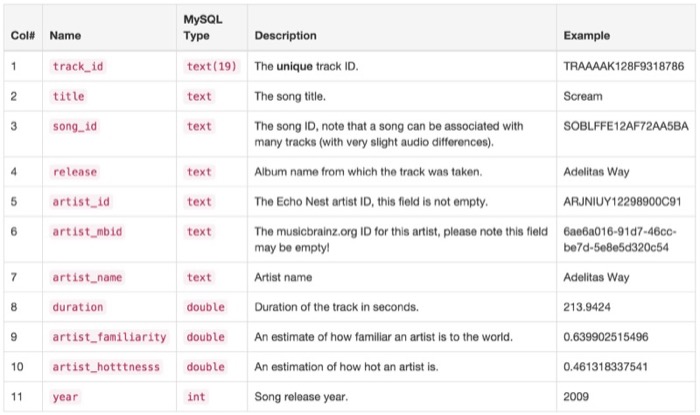 Col# Name MySQL Type Description Example
1 track_id text(19) The unique track ID. TRAAAAK128F9318786
2 title text The song title. Scream
3 song_id text The song ID, note that a song can be associated with many tracks (with very slight audio differences). SOBLFFE12AF72AA5BA
4 release text Album name from which the track was taken. Adelitas Way
5 artist_id text The Echo Nest artist ID, this field is not empty. ARJNIUY12298900C91
6 artist_mbid text The musicbrainz.org ID for this artist, please note this field may be empty! 6ae6a016-91d7-46cc-be7d-5e8e5d320c54
7 artist_name text Artist name Adelitas Way
8 duration double Duration of the track in seconds. 213.9424
9 artist_familiarity double An estimate of how familiar an artist is to the world. 0.639902515496
10 artist_hotttnesss double An estimation of how hot an artist is. 0.461318337541
11 year int Song release year. 2009